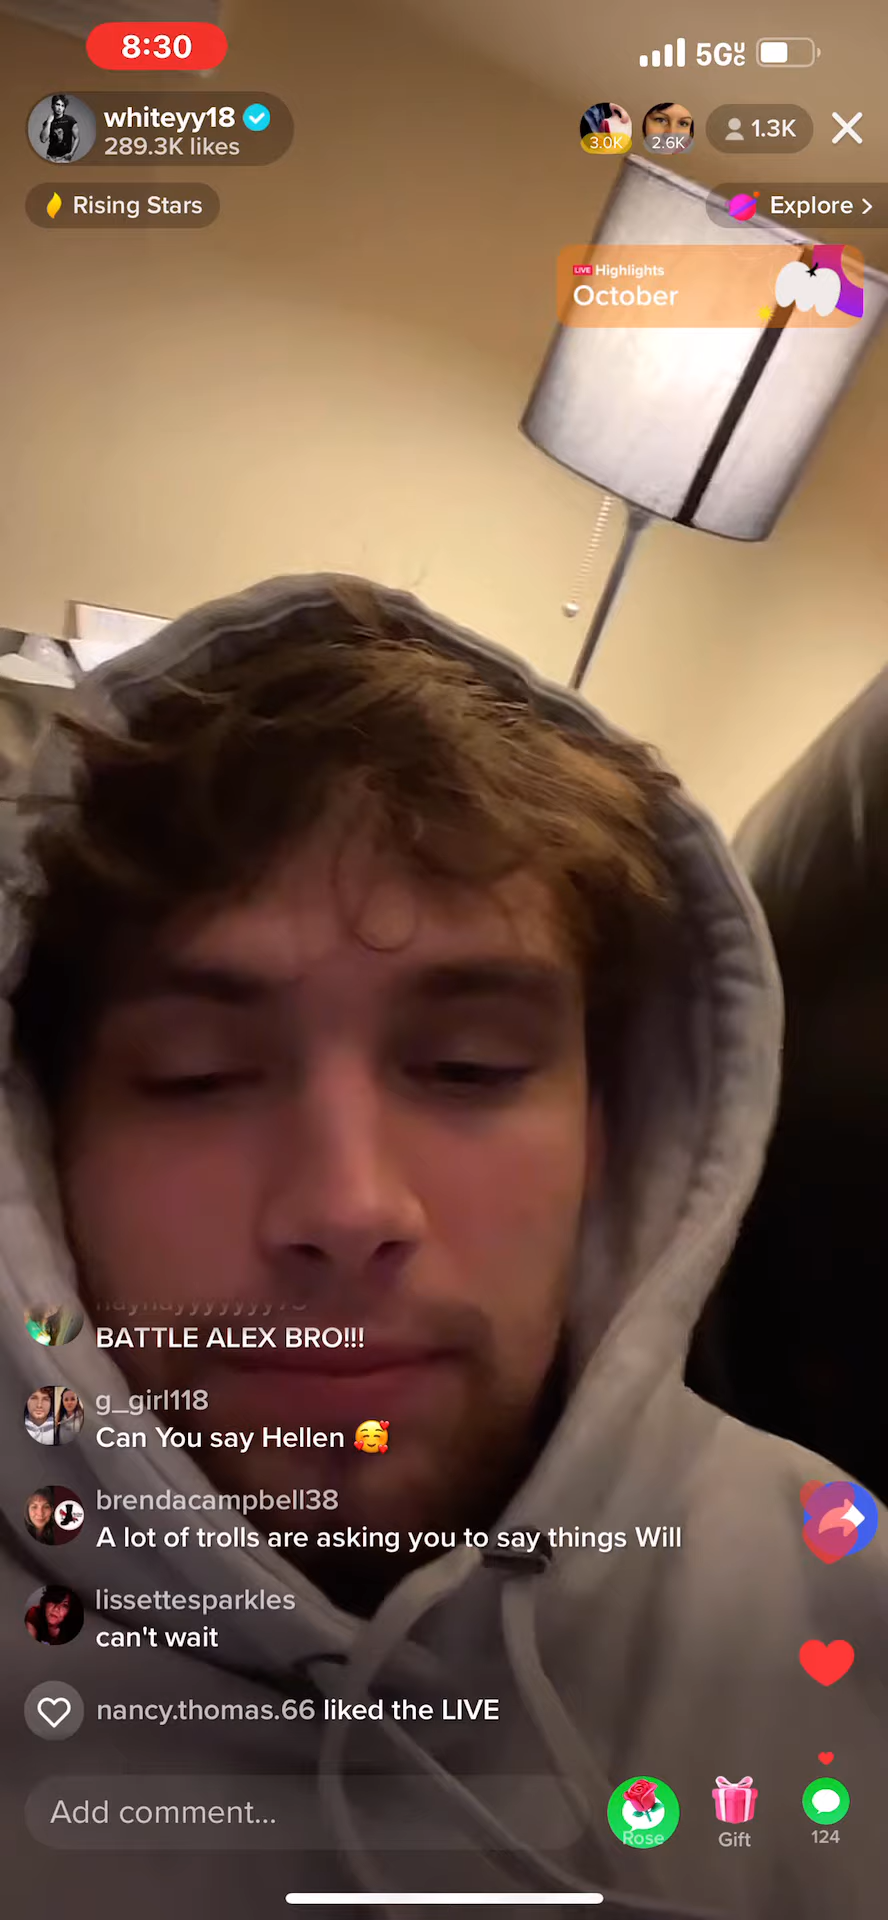 8:30
5G UC
whiteyy18
289.3K likes
3.0K
2.6K
1.3K
Rising Stars
Explore >
LIVE Highlights
October
BATTLE ALEX BRO!!!
g_girl118
Can You say Hellen 🥰
brendacampbell38
A lot of trolls are asking you to say things Will
lissettesparkles
can't wait
nancy.thomas.66 liked the LIVE
Add comment...
Rose
Gift
124